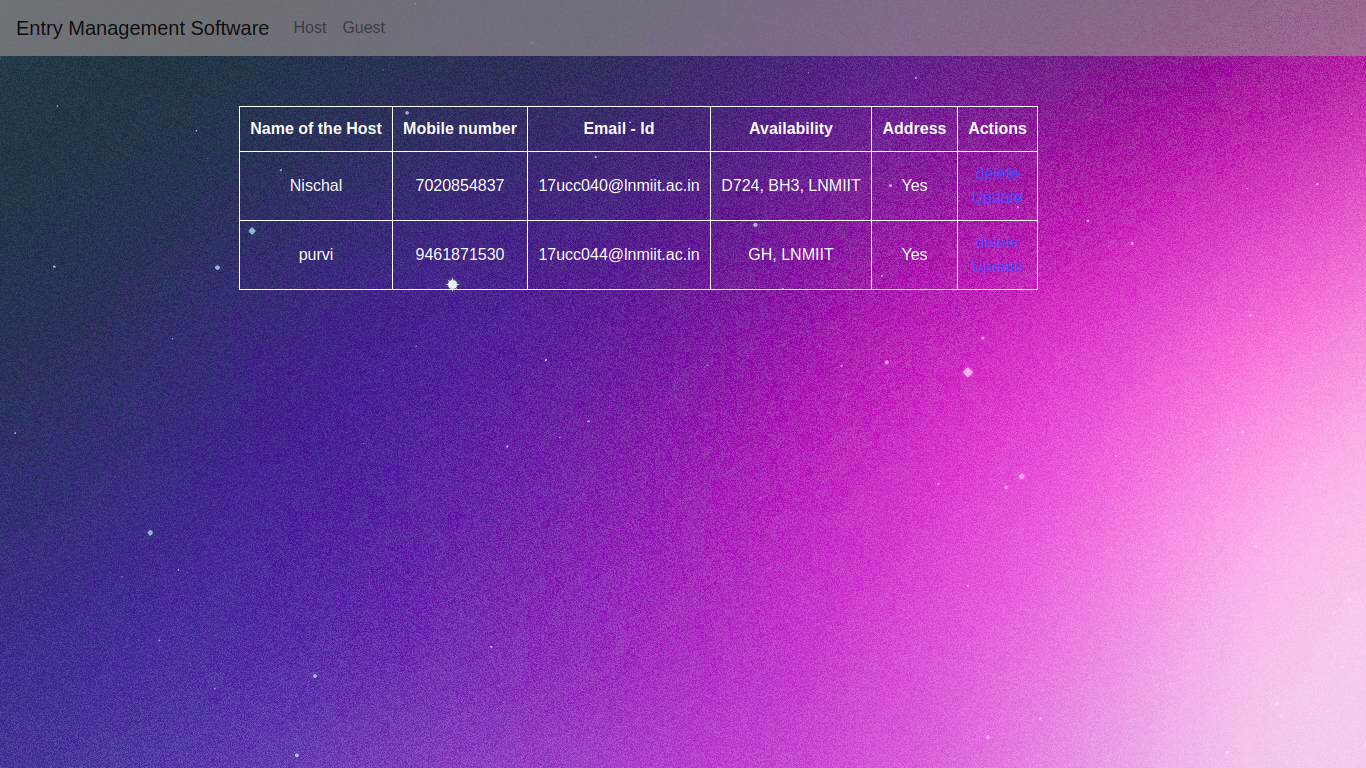 Entry Management Software Host Guest
Name of the Host Mobile number Email - Id Availability Address Actions
Nischal 7020854837 17ucc040@lnmiit.ac.in D724, BH3, LNMIIT Yes delete
Update
purvi 9461871530 17ucc044@lnmiit.ac.in GH, LNMIIT Yes delete
Update